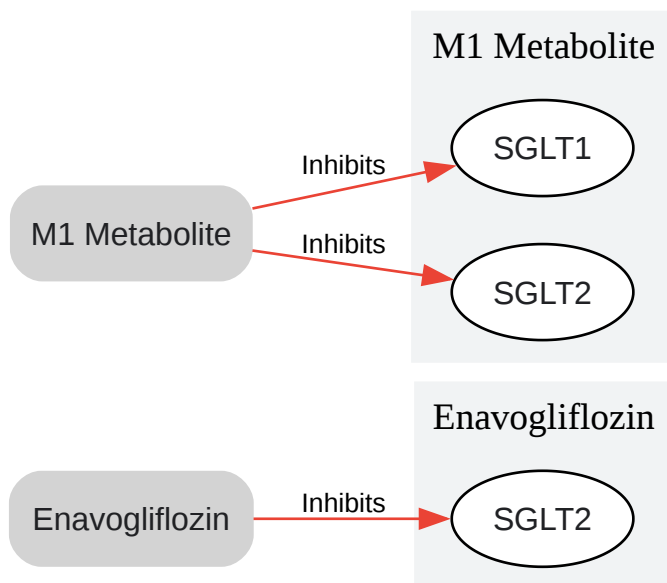 M1 Metabolite
SGLT1
Inhibits
M1 Metabolite
Inhibits
SGLT2
Enavogliflozin
Enavogliflozin
Inhibits
SGLT2